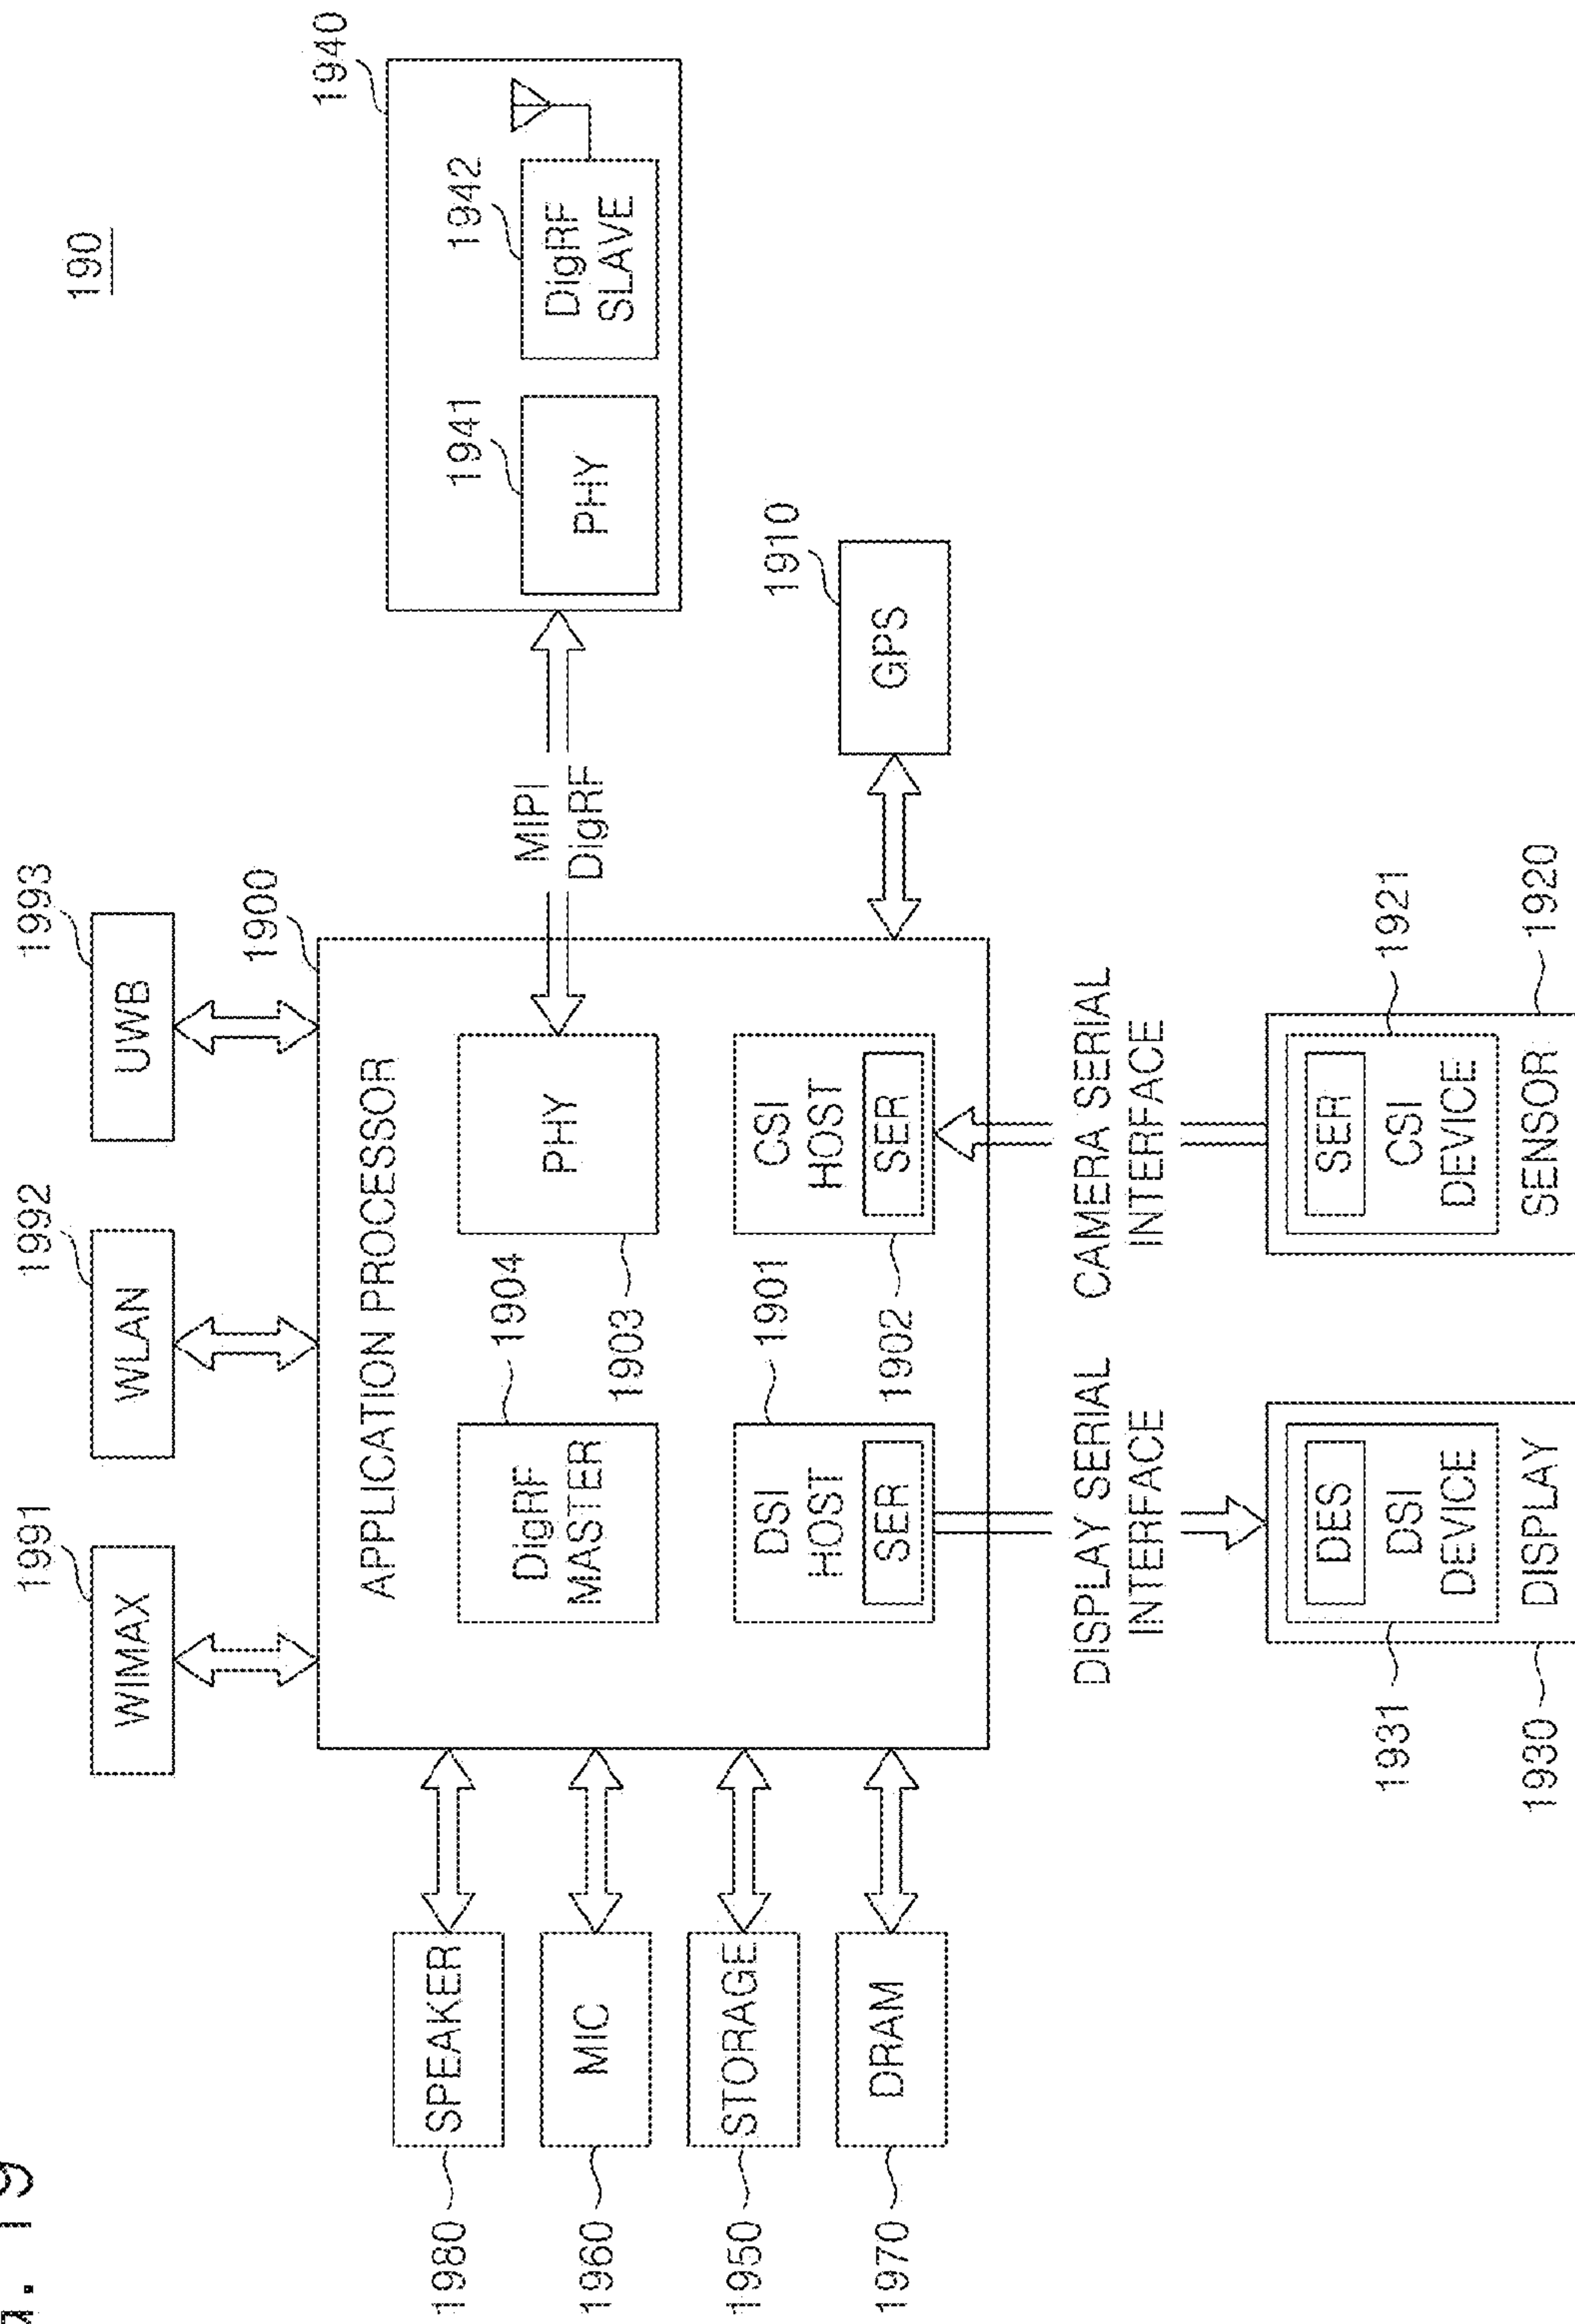 190
1991
1992
1993
WIMAX
WLAN
UWB
1900
1940
APPLICATION PROCESSOR
1980
SPEAKER
1904
DigRF
MASTER
PHY
1903
MIPI
DigRF
1941
PHY
1942
DigRF
SLAVE
1960
MIC
1950
STORAGE
1901
DSI
HOST
SER
1902
CSI
HOST
SER
1970
DRAM
1910
GPS
DISPLAY SERIAL
INTERFACE
CAMERA SERIAL
INTERFACE
1931
DES
DSI
DEVICE
1930
DISPLAY
SER
CSI
DEVICE
1921
SENSOR
1920
19